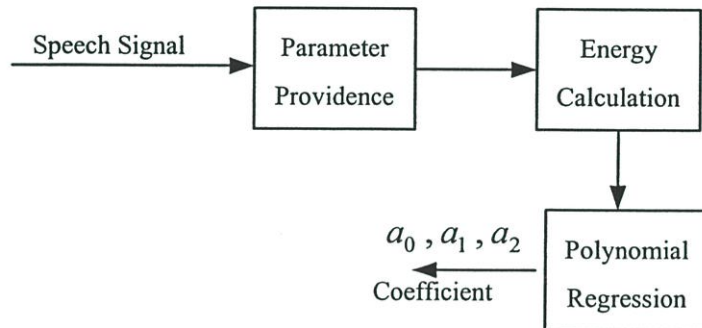 Speech Signal
Parameter
Providence
Energy
Calculation
a₀ , a₁ , a₂
Coefficient
Polynomial
Regression